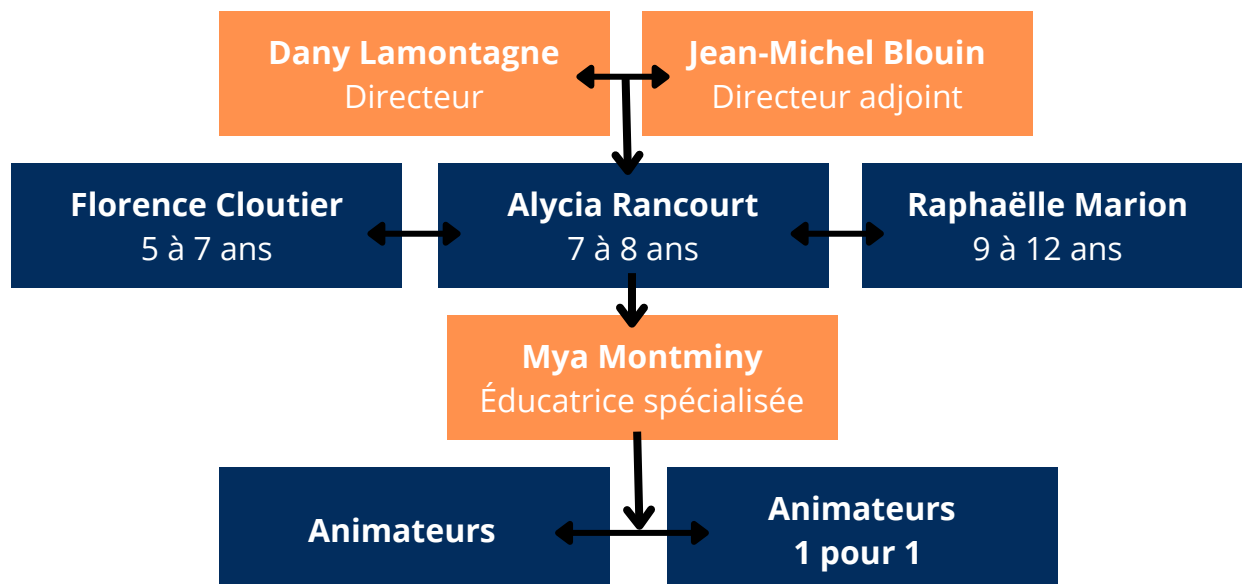 Dany Lamontagne
Directeur
Jean-Michel Blouin
Directeur adjoint
Florence Cloutier
5 à 7 ans
Alycia Rancourt
7 à 8 ans
Raphaëlle Marion
9 à 12 ans
Mya Montminy
Éducatrice spécialisée
Animateurs
Animateurs
1 pour 1